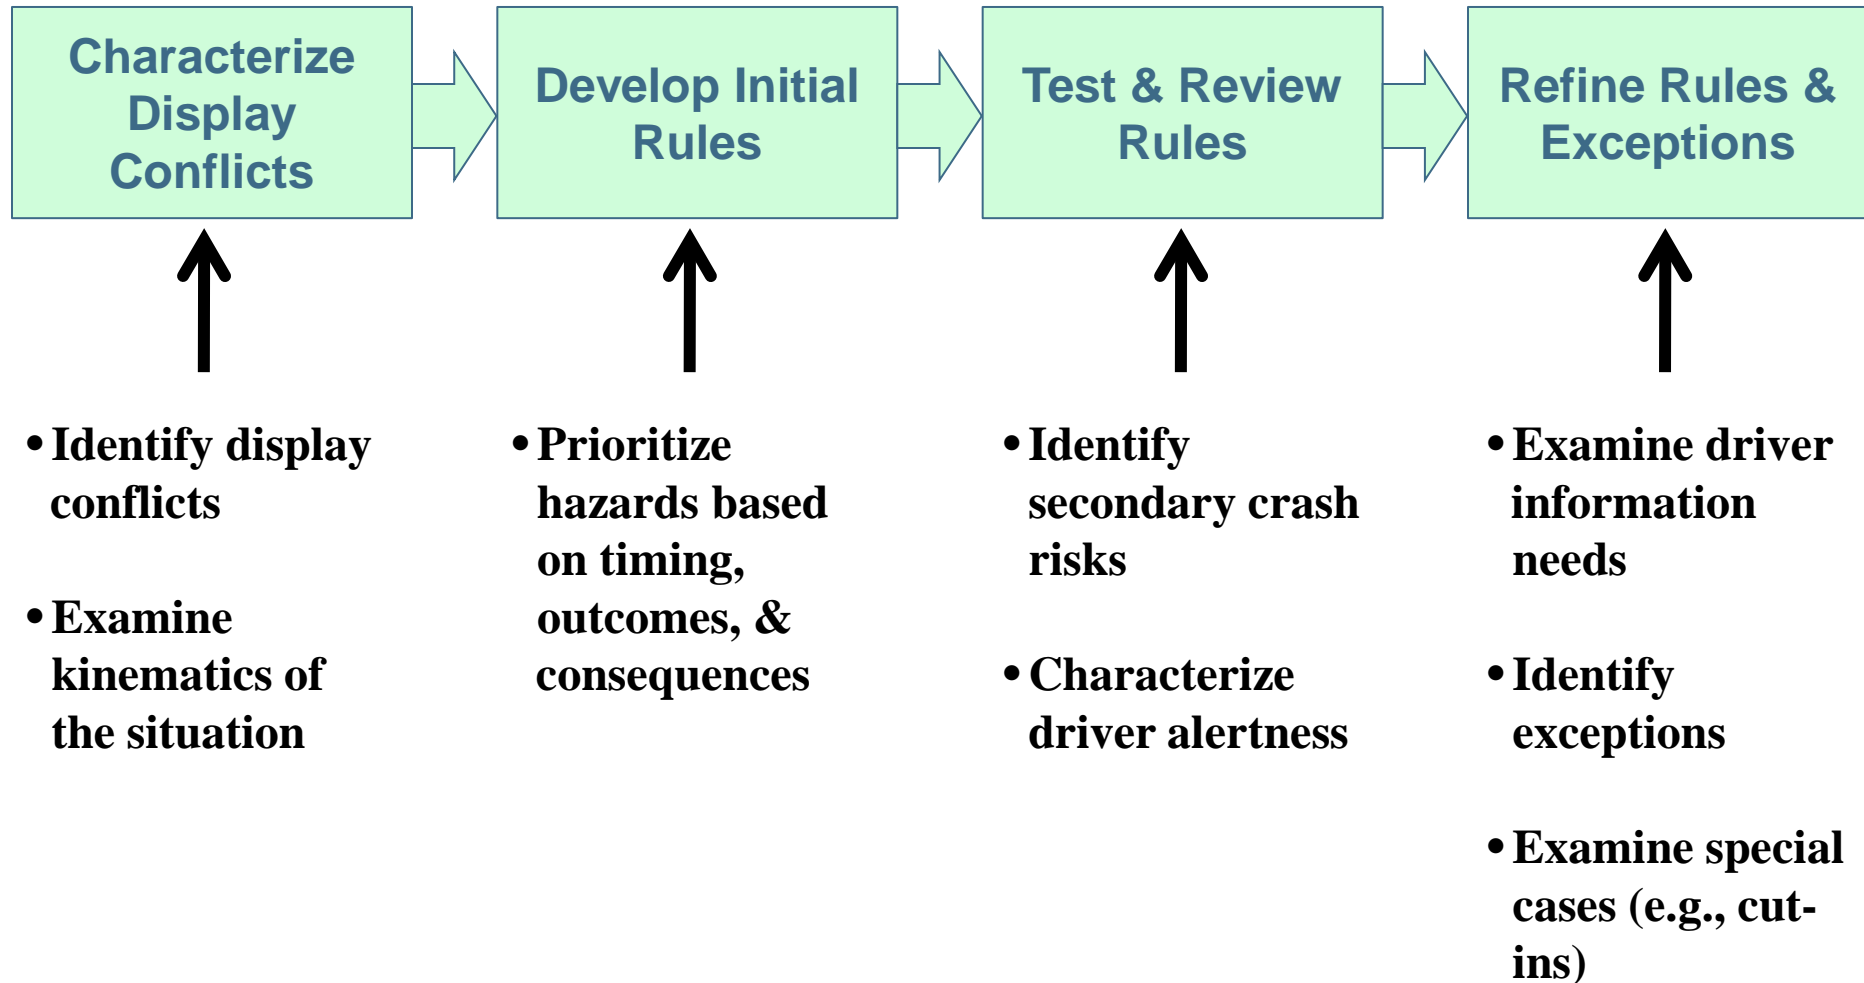 Characterize
Display
Conflicts
Develop Initial
Rules
Test & Review
Rules
Refine Rules &
Exceptions
• Identify display
conflicts
• Examine
kinematics of
the situation
• Prioritize
hazards based
on timing,
outcomes, &
consequences
• Identify
secondary crash
risks
• Characterize
driver alertness
• Examine driver
information
needs
• Identify
exceptions
• Examine special
cases (e.g., cut-
ins)